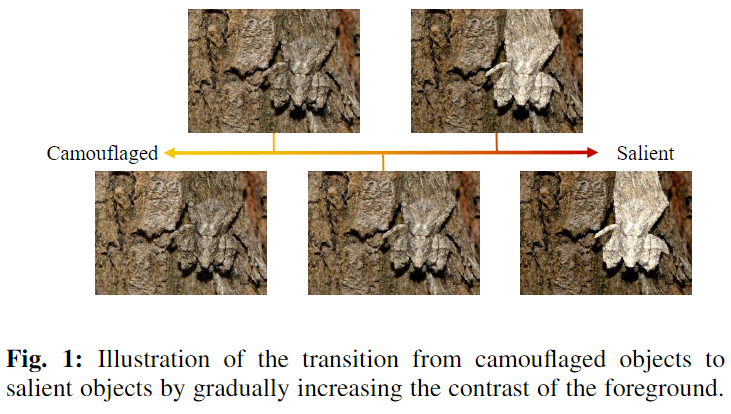 Camouflaged
Salient
Fig. 1: Illustration of the transition from camouflaged objects to
salient objects by gradually increasing the contrast of the foreground.